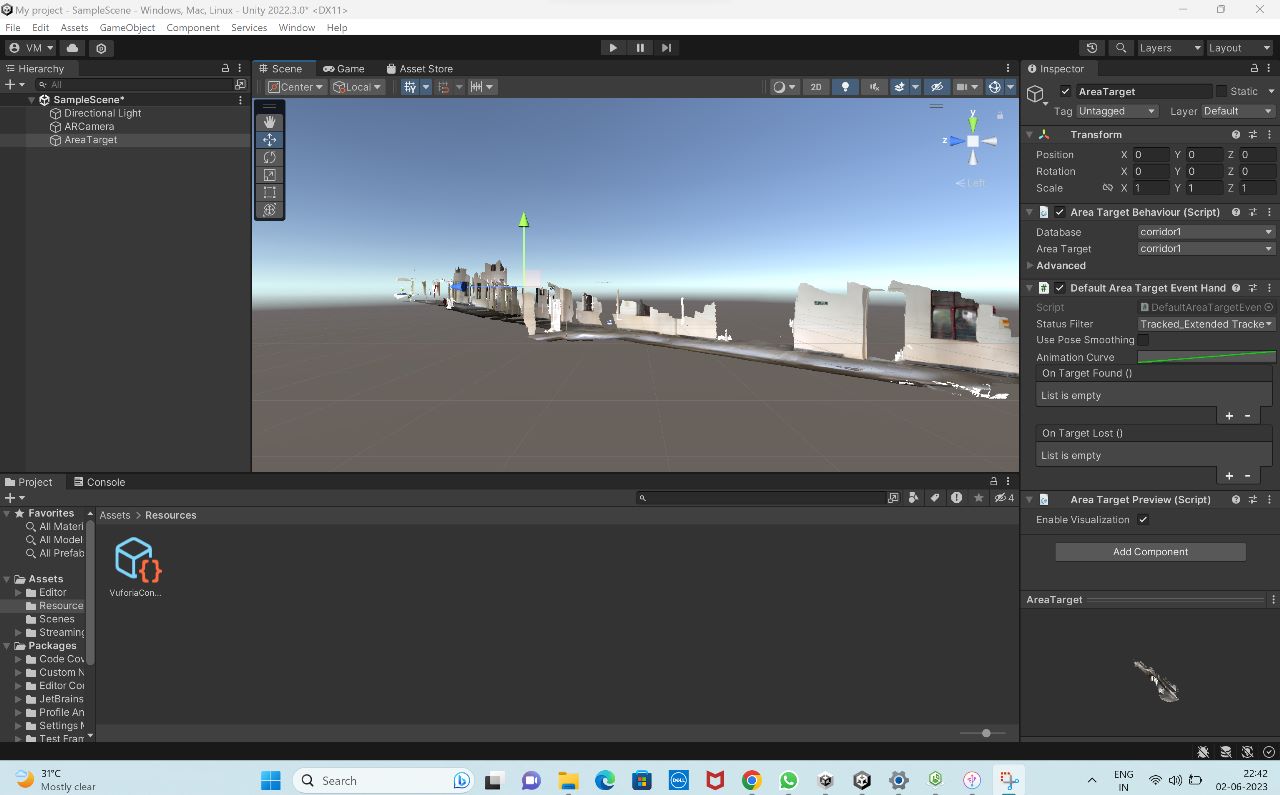 My project - SampleScene - Windows, Mac, Linux - Unity 2022.3.0* <DX11>
File Edit Assets GameObject Component Services Window Help
VM Layers Layout
Hierarchy
All
SampleScene*
Directional Light
ARCamera
AreaTarget
Scene Game Asset Store
Center Local 2D
y
z
Left
Inspector
AreaTarget Static
Tag Untagged Layer Default
Transform
Position X 0 Y 0 Z 0
Rotation X 0 Y 0 Z 0
Scale X 1 Y 1 Z 1
Area Target Behaviour (Script)
Database corridor1
Area Target corridor1
Advanced
Default Area Target Event Hand
Script DefaultAreaTargetEven
Status Filter Tracked_Extended Tracke
Use Pose Smoothing
Animation Curve
On Target Found ()
List is empty
+ -
On Target Lost ()
List is empty
+ -
Area Target Preview (Script)
Enable Visualization
Add Component
AreaTarget
Project Console
4
Favorites
All Materi
All Model
All Prefab
Assets
Editor
Resource
Scenes
Streaming
Packages
Code Cov
Custom N
Editor Cor
JetBrains
Profile An
Settings M
Test Fram
Assets > Resources
VuforiaCon...
31°C
Mostly clear
Search
DELL
ENG
IN
22:42
02-06-2023